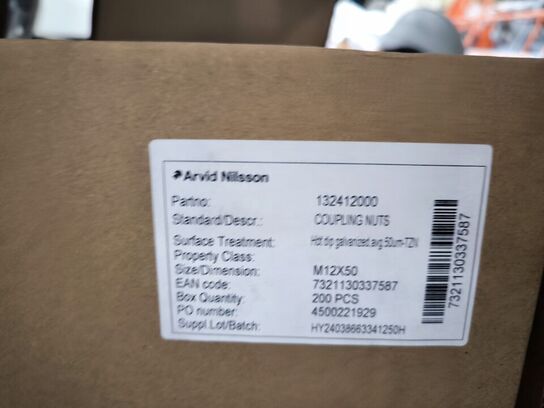 Arvid Nilsson
Partno: 132412000
Standard/Descr.: COUPLING NUTS
Surface Treatment: Hot dip galvanized avg 50um-TZN
Property Class:
Size/Dimension: M12X50
EAN code: 7321130337587
Box Quantity: 200 PCS
PO number: 4500221929
Suppl.Lot/Batch: HY24038663341250H
7321130337587